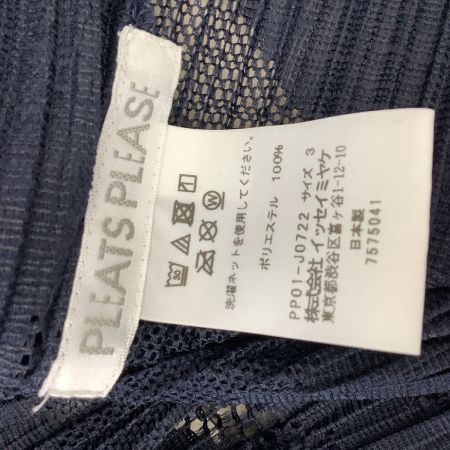 PLEATS PLEASE
洗濯ネットを使用してください。
ポリエステル 100%
PP01-J0722 サイズ 3
株式会社イッセイミヤケ
東京都渋谷区富ヶ谷1-12-10
日本製
7575041